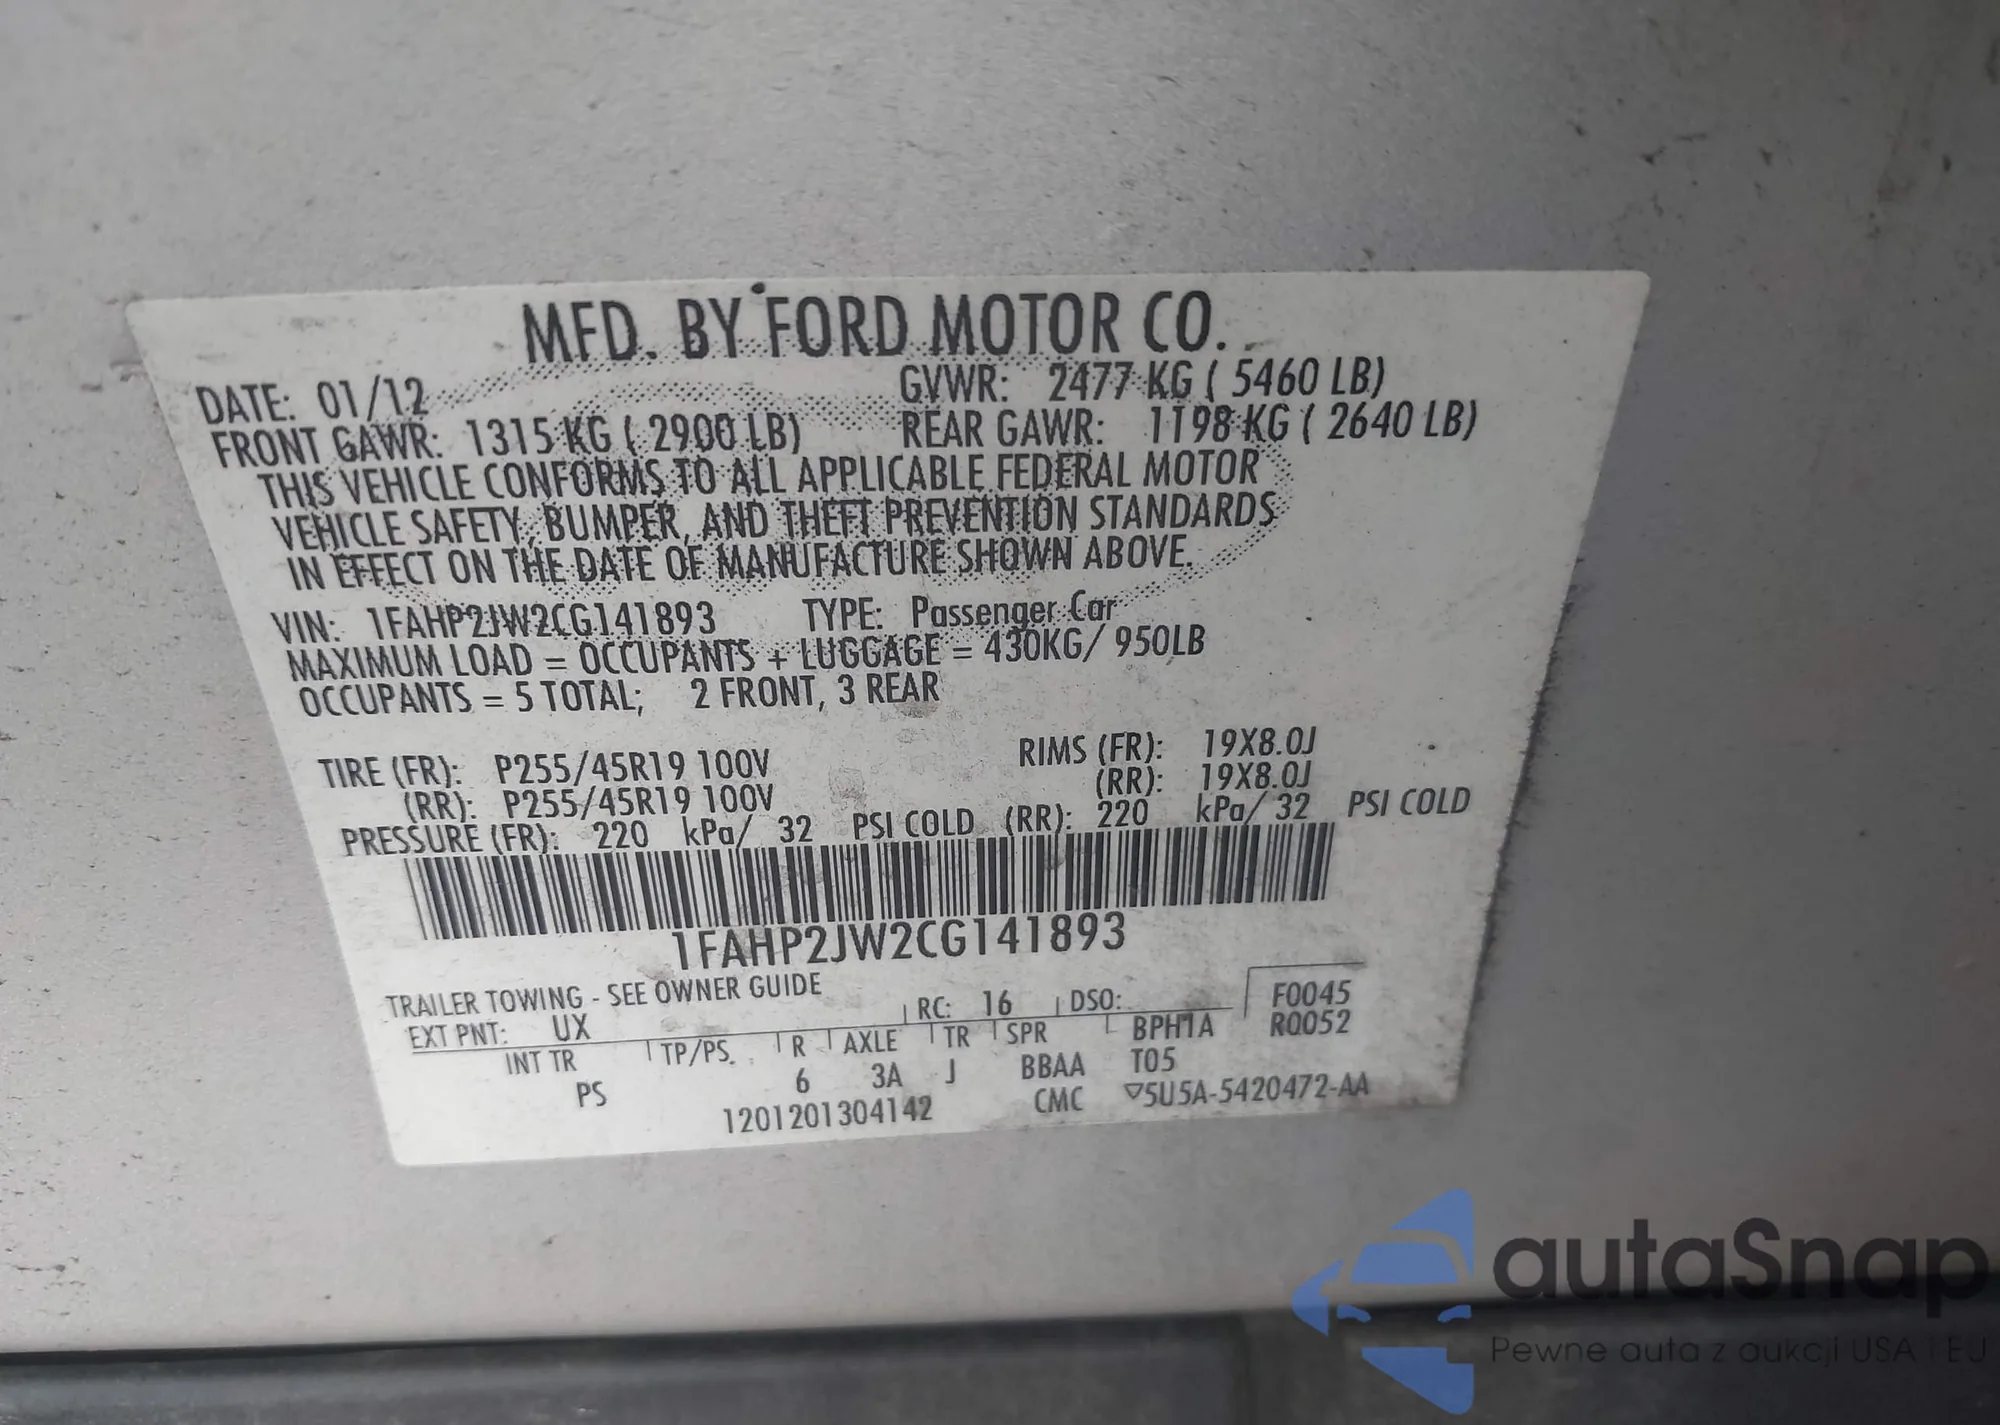 MFD. BY FORD MOTOR CO.
DATE: 01/12 GVWR: 2477 KG ( 5460 LB)
FRONT GAWR: 1315 KG ( 2900 LB) REAR GAWR: 1198 KG ( 2640 LB)
THIS VEHICLE CONFORMS TO ALL APPLICABLE FEDERAL MOTOR
VEHICLE SAFETY, BUMPER, AND THEFT PREVENTION STANDARDS
IN EFFECT ON THE DATE OF MANUFACTURE SHOWN ABOVE.
VIN: 1FAHP2JW2CG141893 TYPE: Passenger Car
MAXIMUM LOAD = OCCUPANTS + LUGGAGE = 430KG/ 950LB
OCCUPANTS = 5 TOTAL; 2 FRONT, 3 REAR
TIRE (FR): P255/45R19 100V RIMS (FR): 19X8.0J
(RR): P255/45R19 100V (RR): 19X8.0J
PRESSURE (FR): 220 kPa/ 32 PSI COLD (RR): 220 kPa/ 32 PSI COLD
1FAHP2JW2CG141893
TRAILER TOWING - SEE OWNER GUIDE
EXT PNT: UX RC: 16 DSO: F0045
INT TR TP/PS R AXLE TR SPR BPH1A R0052
PS 6 3A J BBAA T05
1201201304142 CMC ▽5U5A-5420472-AA
autaSnap
Pewne auta z aukcji USA i EU